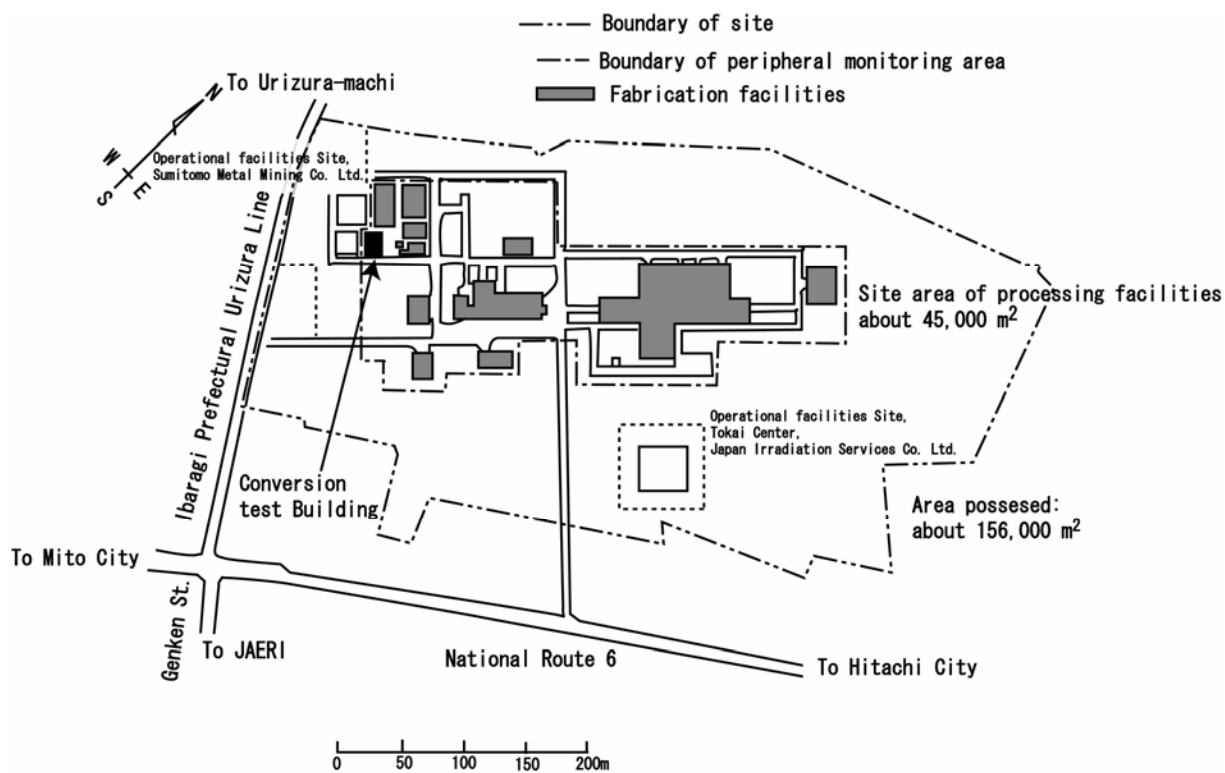 Boundary of site
Boundary of peripheral monitoring area
Fabrication facilities
To Urizura-machi
N
W
E
S
Operational facilities Site,
Sumitomo Metal Mining Co. Ltd.
Ibaragi Prefectural Urizura Line
Site area of processing facilities
about 45,000 m²
Operational facilities Site,
Tokai Center,
Japan Irradiation Services Co. Ltd.
Conversion
test Building
Area possesed:
about 156,000 m²
To Mito City
Genken St.
To JAERI
National Route 6
To Hitachi City
0 50 100 150 200m